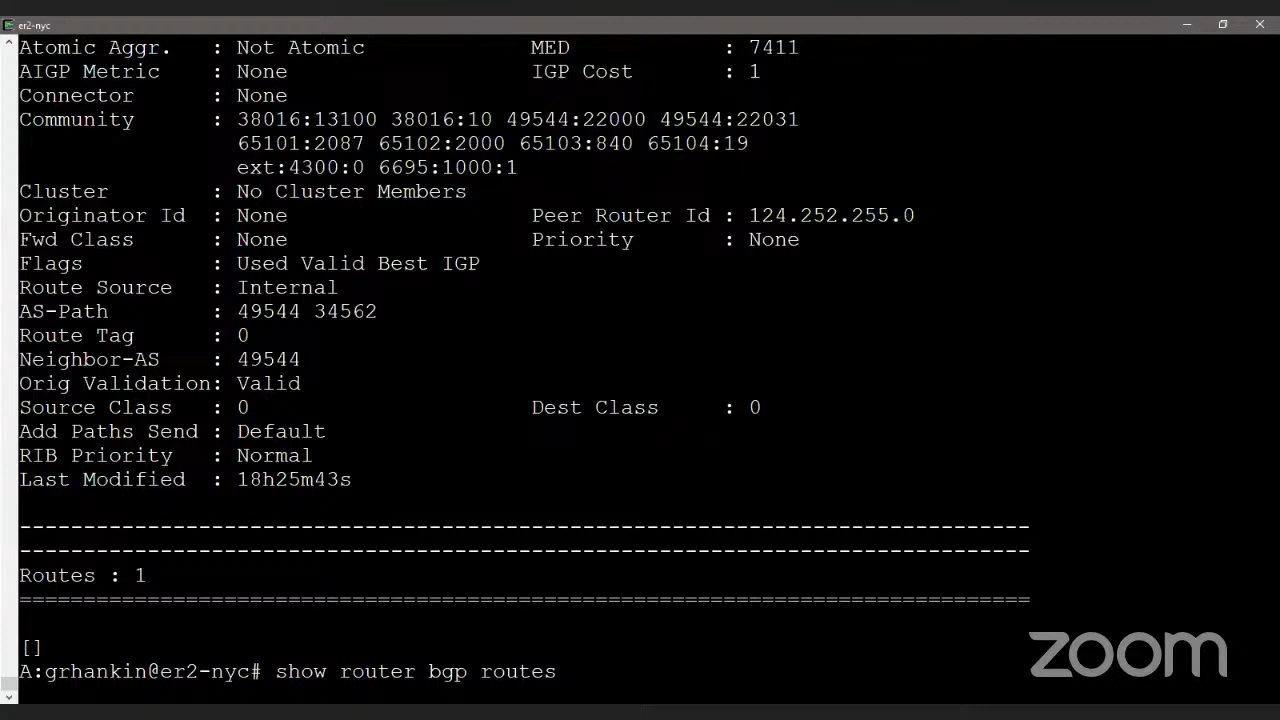 er2-nyc
Atomic Aggr. : Not Atomic MED : 7411
AIGP Metric : None IGP Cost : 1
Connector : None
Community : 38016:13100 38016:10 49544:22000 49544:22031
65101:2087 65102:2000 65103:840 65104:19
ext:4300:0 6695:1000:1
Cluster : No Cluster Members
Originator Id : None Peer Router Id : 124.252.255.0
Fwd Class : None Priority : None
Flags : Used Valid Best IGP
Route Source : Internal
AS-Path : 49544 34562
Route Tag : 0
Neighbor-AS : 49544
Orig Validation: Valid
Source Class : 0 Dest Class : 0
Add Paths Send : Default
RIB Priority : Normal
Last Modified : 18h25m43s
-------------------------------------------------------------------------------
-------------------------------------------------------------------------------
Routes : 1
===============================================================================
[]
A:grhankin@er2-nyc# show router bgp routes
zoom